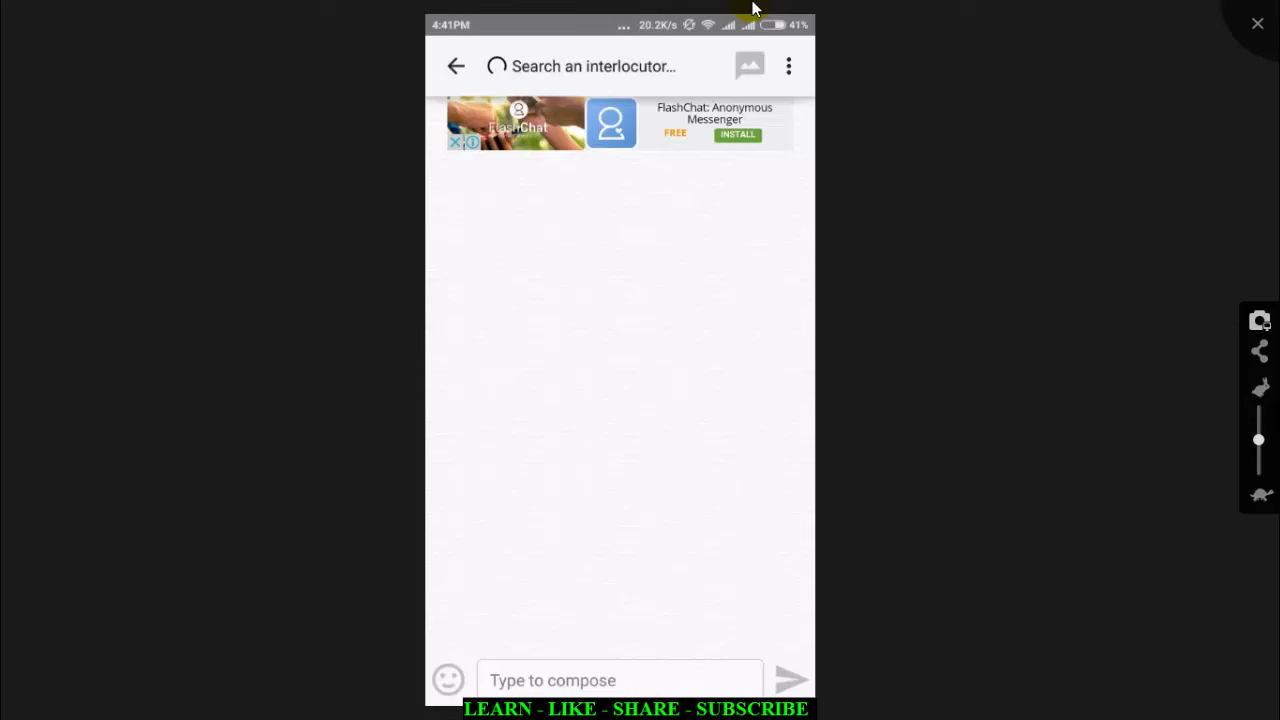 4:41PM
... 20.2K/s 41%
Search an interlocutor...
FlashChat
FlashChat: Anonymous
Messenger
FREE
INSTALL
Type to compose
LEARN - LIKE - SHARE - SUBSCRIBE